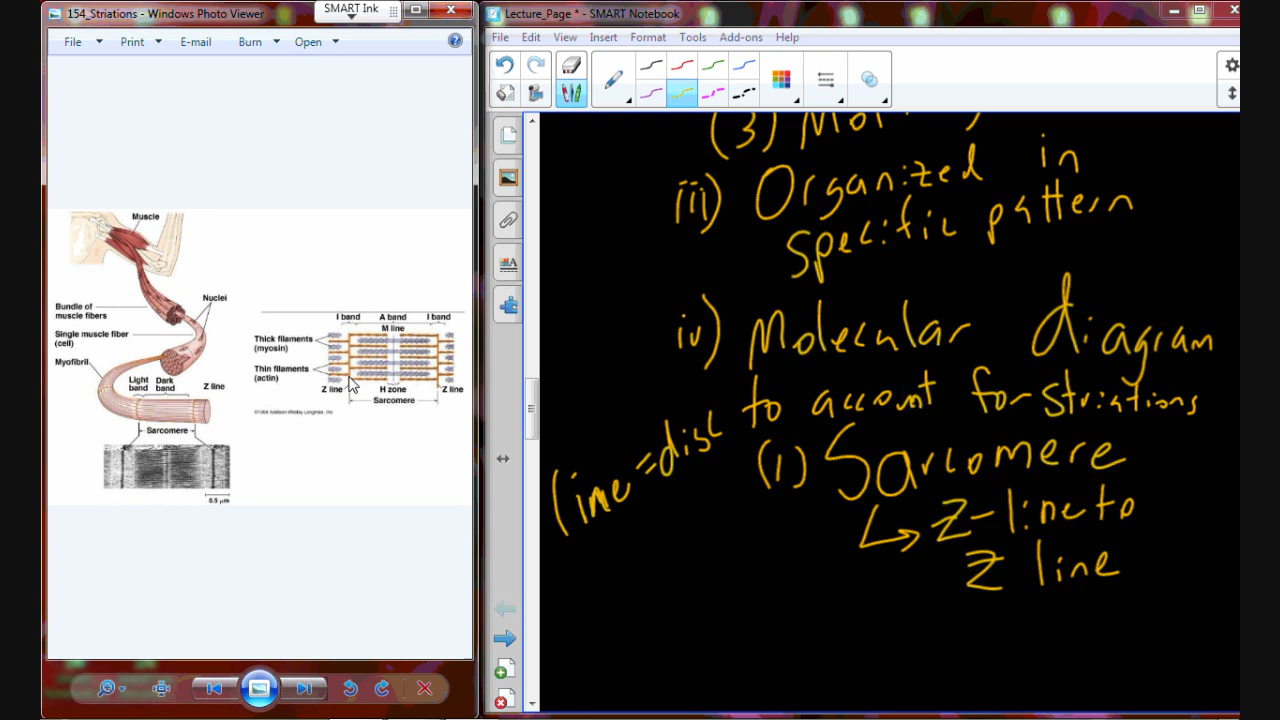 154_Striations - Windows Photo Viewer
SMART Ink
File Print E-mail Burn Open
Muscle
Nuclei
Bundle of
muscle fibers
Single muscle fiber
(cell)
Myofibril
Light
band
Dark
band
Z line
Sarcomere
0.5 μm
I band A band I band
M line
Thick filaments
(myosin)
Thin filaments
(actin)
Z line H zone Z line
Sarcomere
Lecture_Page * - SMART Notebook
File Edit View Insert Format Tools Add-ons Help
iii) Organized in
specific pattern
iv) Molecular diagram
to account for striations
(line = disc
(1) Sarcomere
↳ Z-line to
Z line